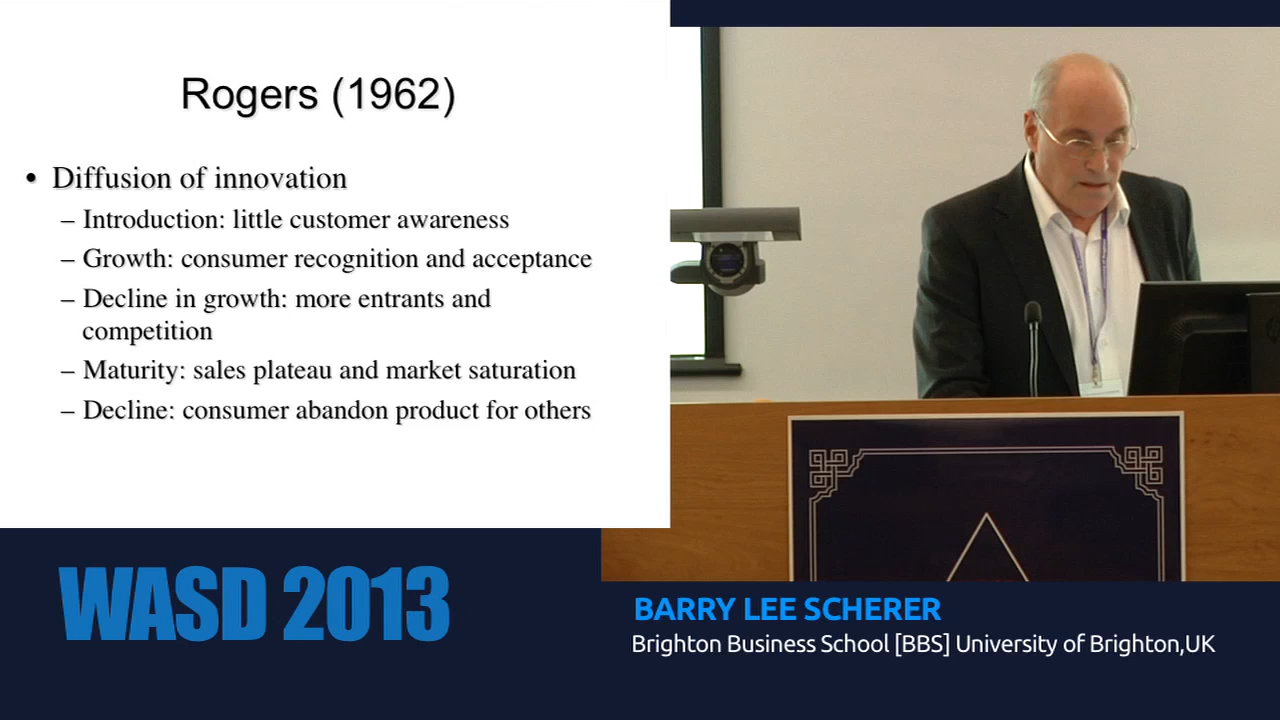 Rogers (1962)
• Diffusion of innovation
– Introduction: little customer awareness
– Growth: consumer recognition and acceptance
– Decline in growth: more entrants and
competition
– Maturity: sales plateau and market saturation
– Decline: consumer abandon product for others
WASD 2013
BARRY LEE SCHERER
Brighton Business School [BBS] University of Brighton,UK